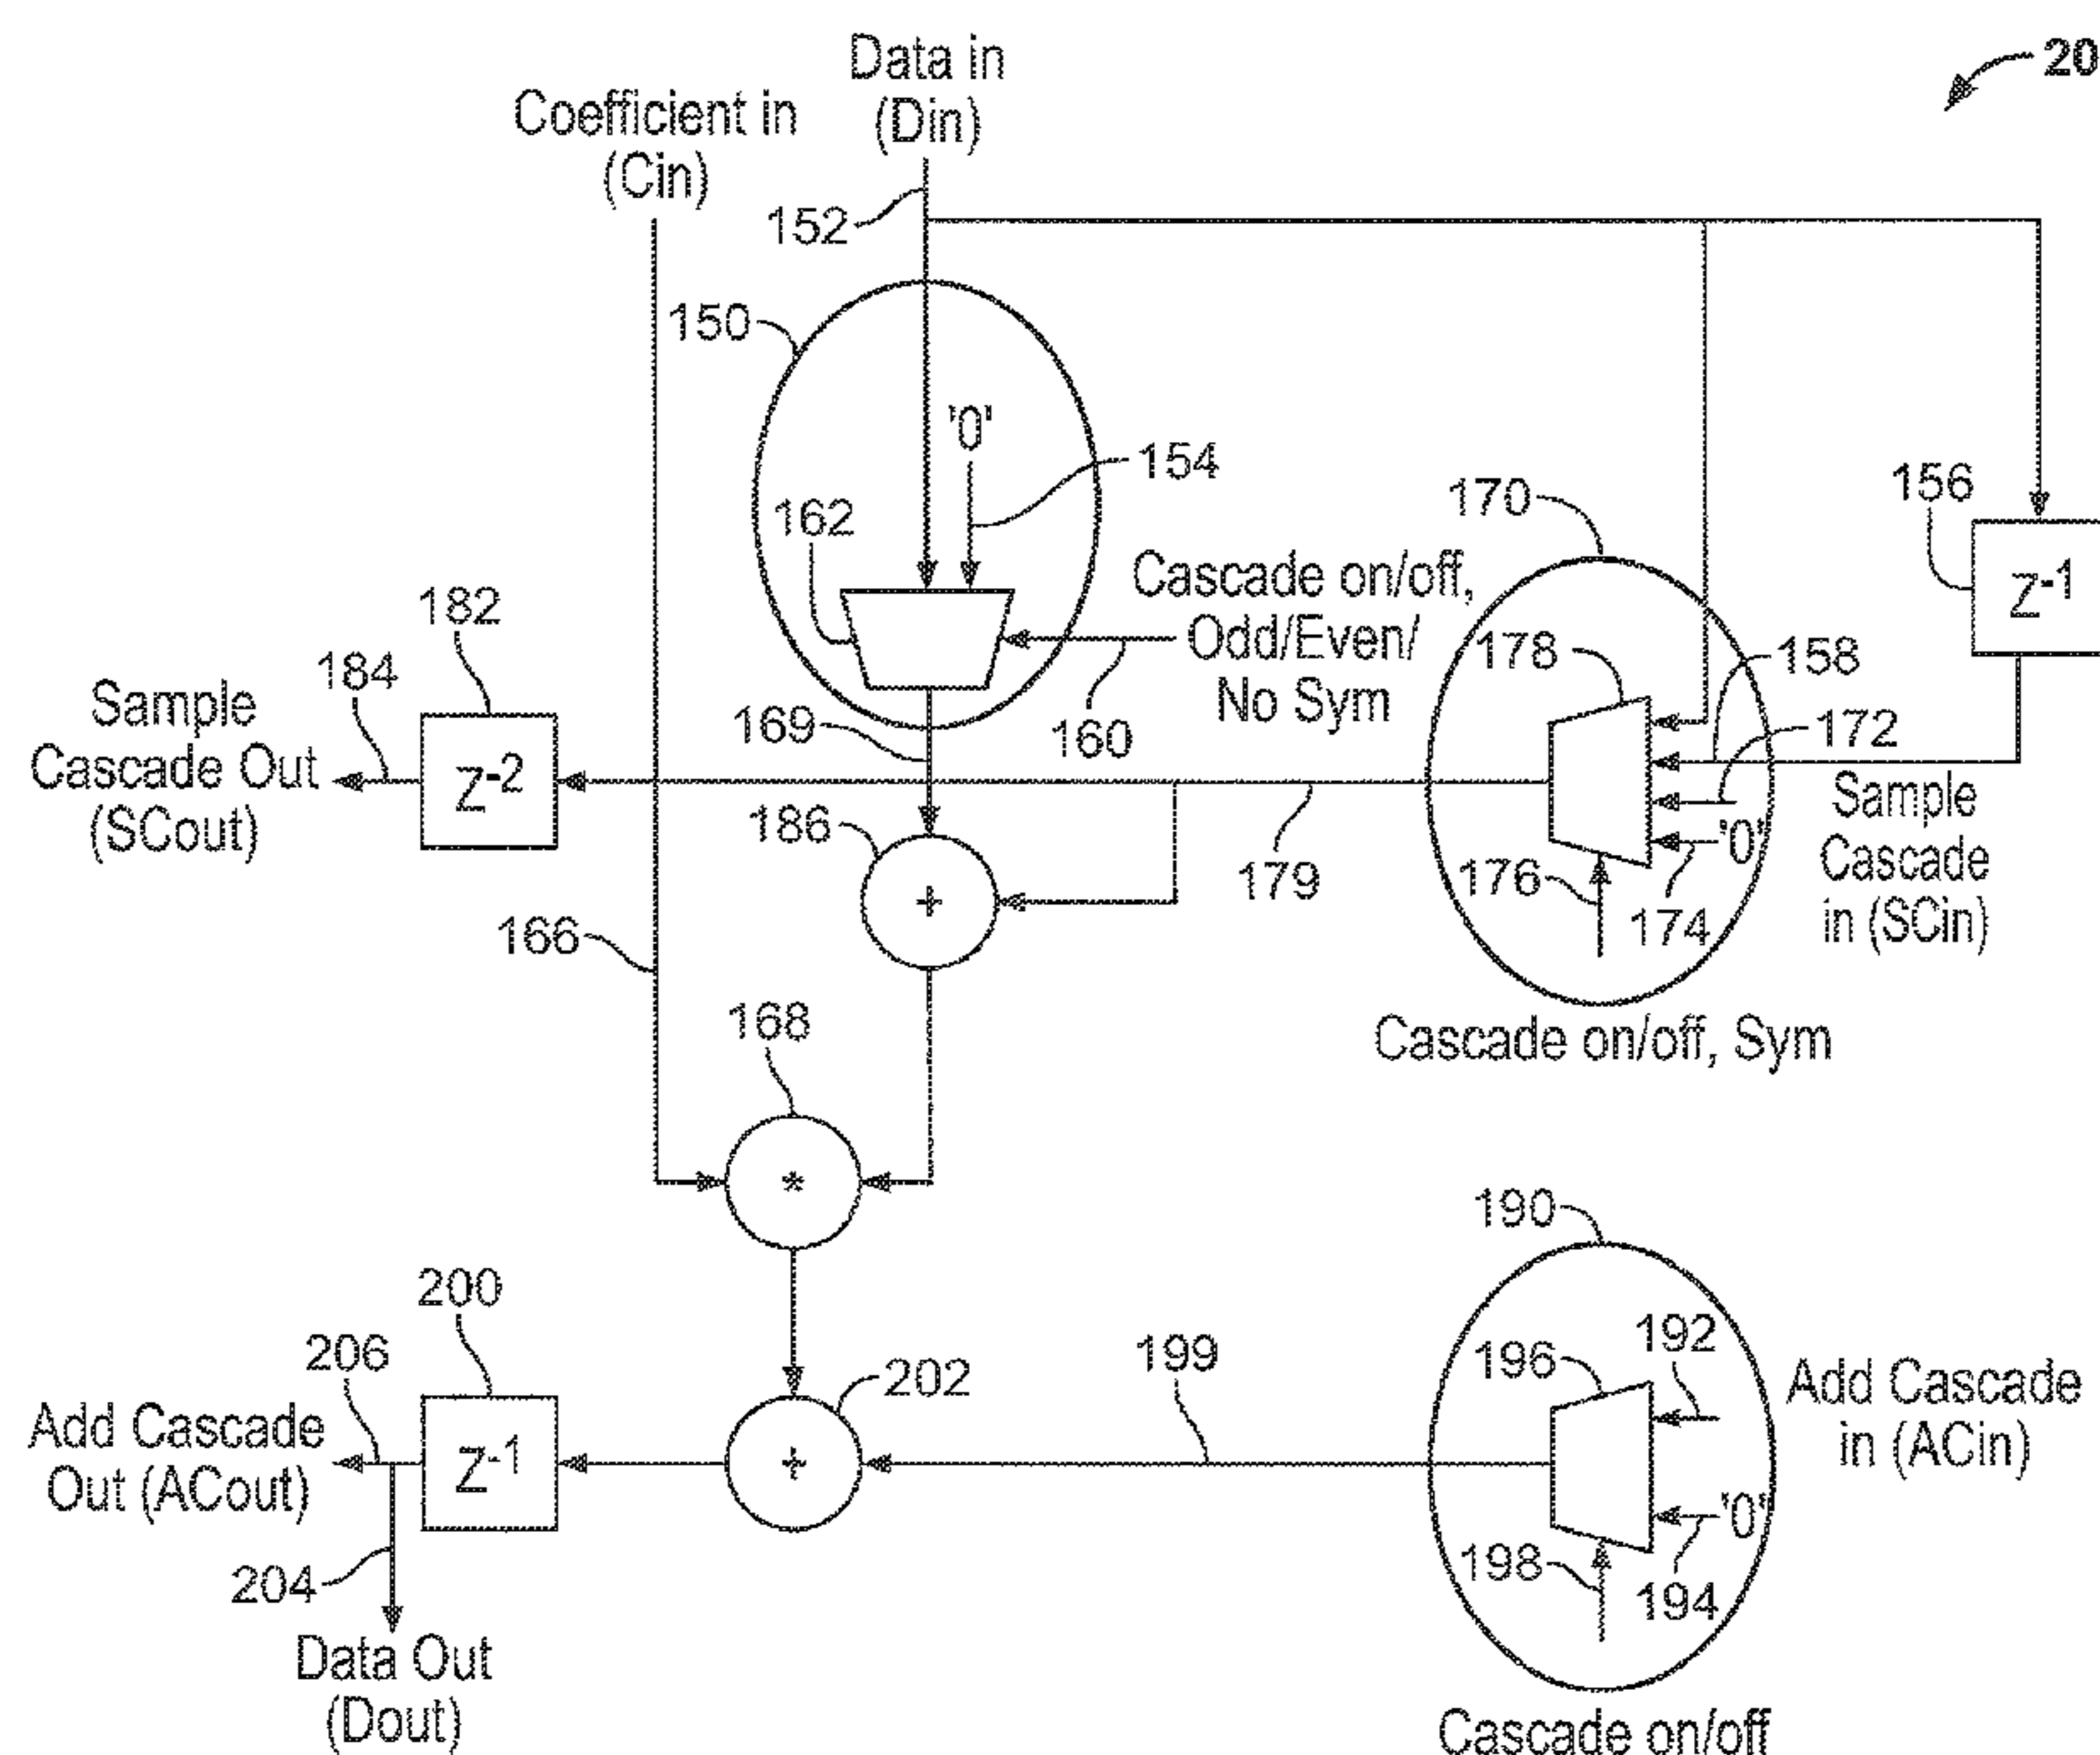 20
Data in
(Din)
Coefficient in
(Cin)
152
150
'0'
154
162
170
156
Z-1
Cascade on/off,
Odd/Even/
No Sym
160
182
184
Sample
Cascade Out
(SCout)
Z-2
169
178
158
172
Sample
Cascade
in (SCin)
'0'
174
176
179
186
+
166
Cascade on/off, Sym
168
*
190
200
206
Add Cascade
Out (ACout)
Z-1
202
+
199
196
192
Add Cascade
in (ACin)
'0'
194
198
204
Data Out
(Dout)
Cascade on/off